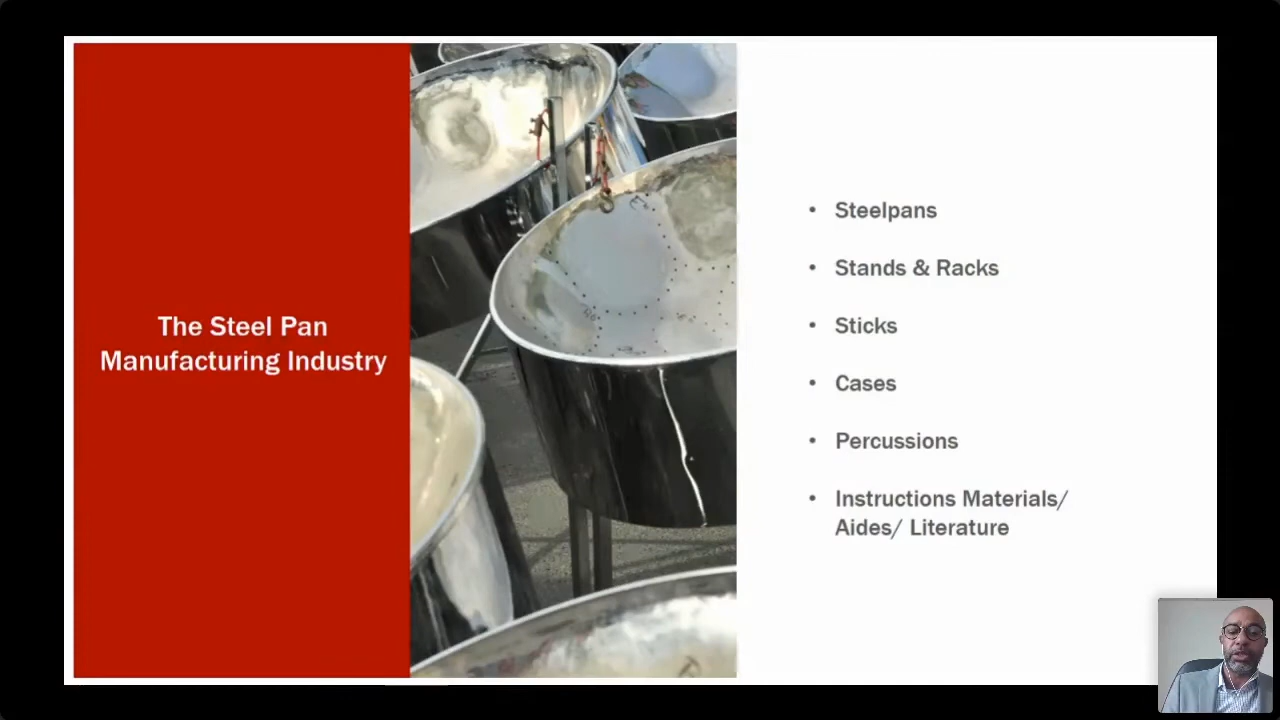 The Steel Pan
Manufacturing Industry
• Steelpans
• Stands & Racks
• Sticks
• Cases
• Percussions
• Instructions Materials/
Aides/ Literature